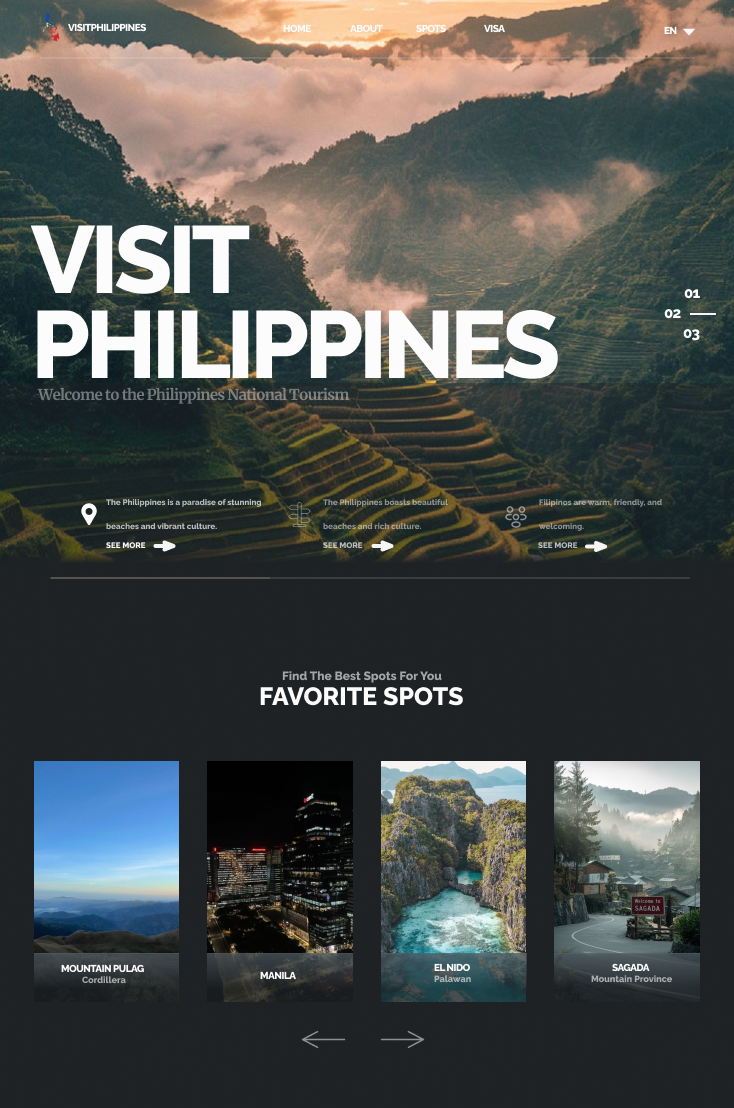 VISITPHILIPPINES
HOME ABOUT SPOTS VISA
EN
VISIT
PHILIPPINES
Welcome to the Philippines National Tourism
01
02
03
The Philippines is a paradise of stunning
beaches and vibrant culture.
SEE MORE
The Philippines boasts beautiful
beaches and rich culture.
SEE MORE
Filipinos are warm, friendly, and
welcoming.
SEE MORE
Find The Best Spots For You
FAVORITE SPOTS
MOUNTAIN PULAG
Cordillera
MANILA
EL NIDO
Palawan
Welcome to
SAGADA
SAGADA
Mountain Province